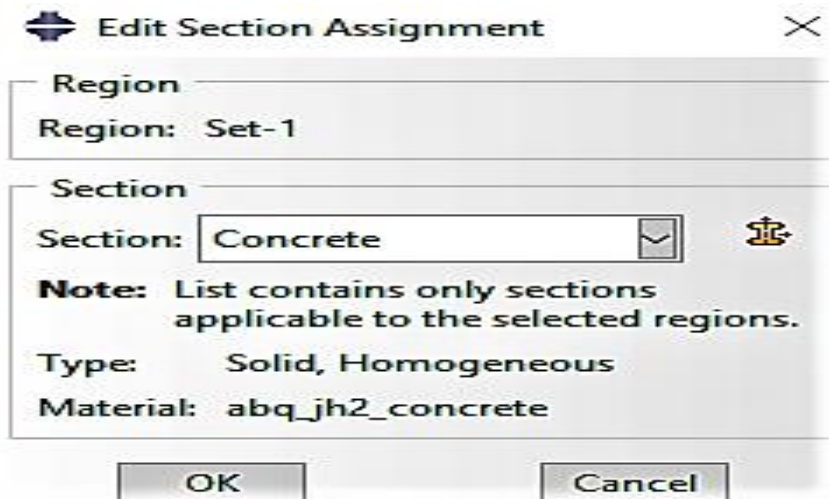 Edit Section Assignment
Region
Region: Set-1
Section
Section: Concrete
Note: List contains only sections
applicable to the selected regions.
Type: Solid, Homogeneous
Material: abq_jh2_concrete
OK Cancel